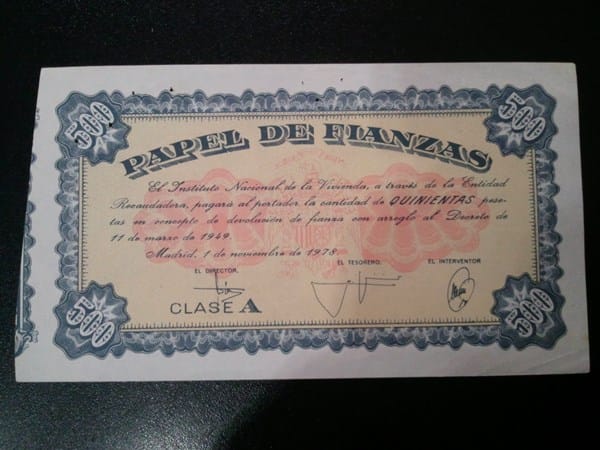 500 500
PAPEL DE FIANZAS
El Instituto Nacional de la Vivienda, a través de la Entidad
Recaudadora, pagará al portador la cantidad de QUINIENTAS pese-
tas en concepto de devolución de fianza con arreglo al Decreto de
11 de marzo de 1949.
Madrid, 1 de noviembre de 1978
EL DIRECTOR, EL TESORERO, EL INTERVENTOR
CLASE A
500 500